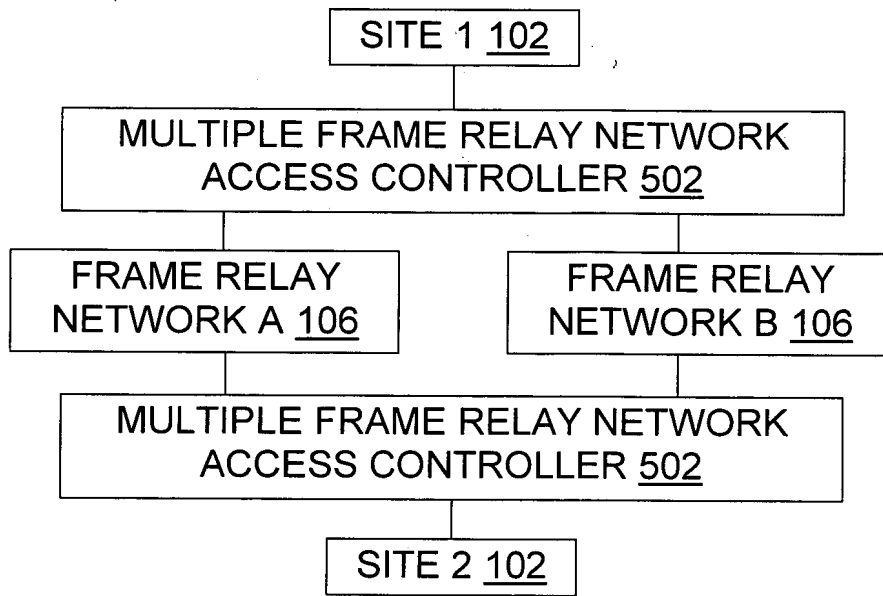 SITE 1 102
MULTIPLE FRAME RELAY NETWORK
ACCESS CONTROLLER 502
FRAME RELAY
NETWORK A 106
FRAME RELAY
NETWORK B 106
MULTIPLE FRAME RELAY NETWORK
ACCESS CONTROLLER 502
SITE 2 102